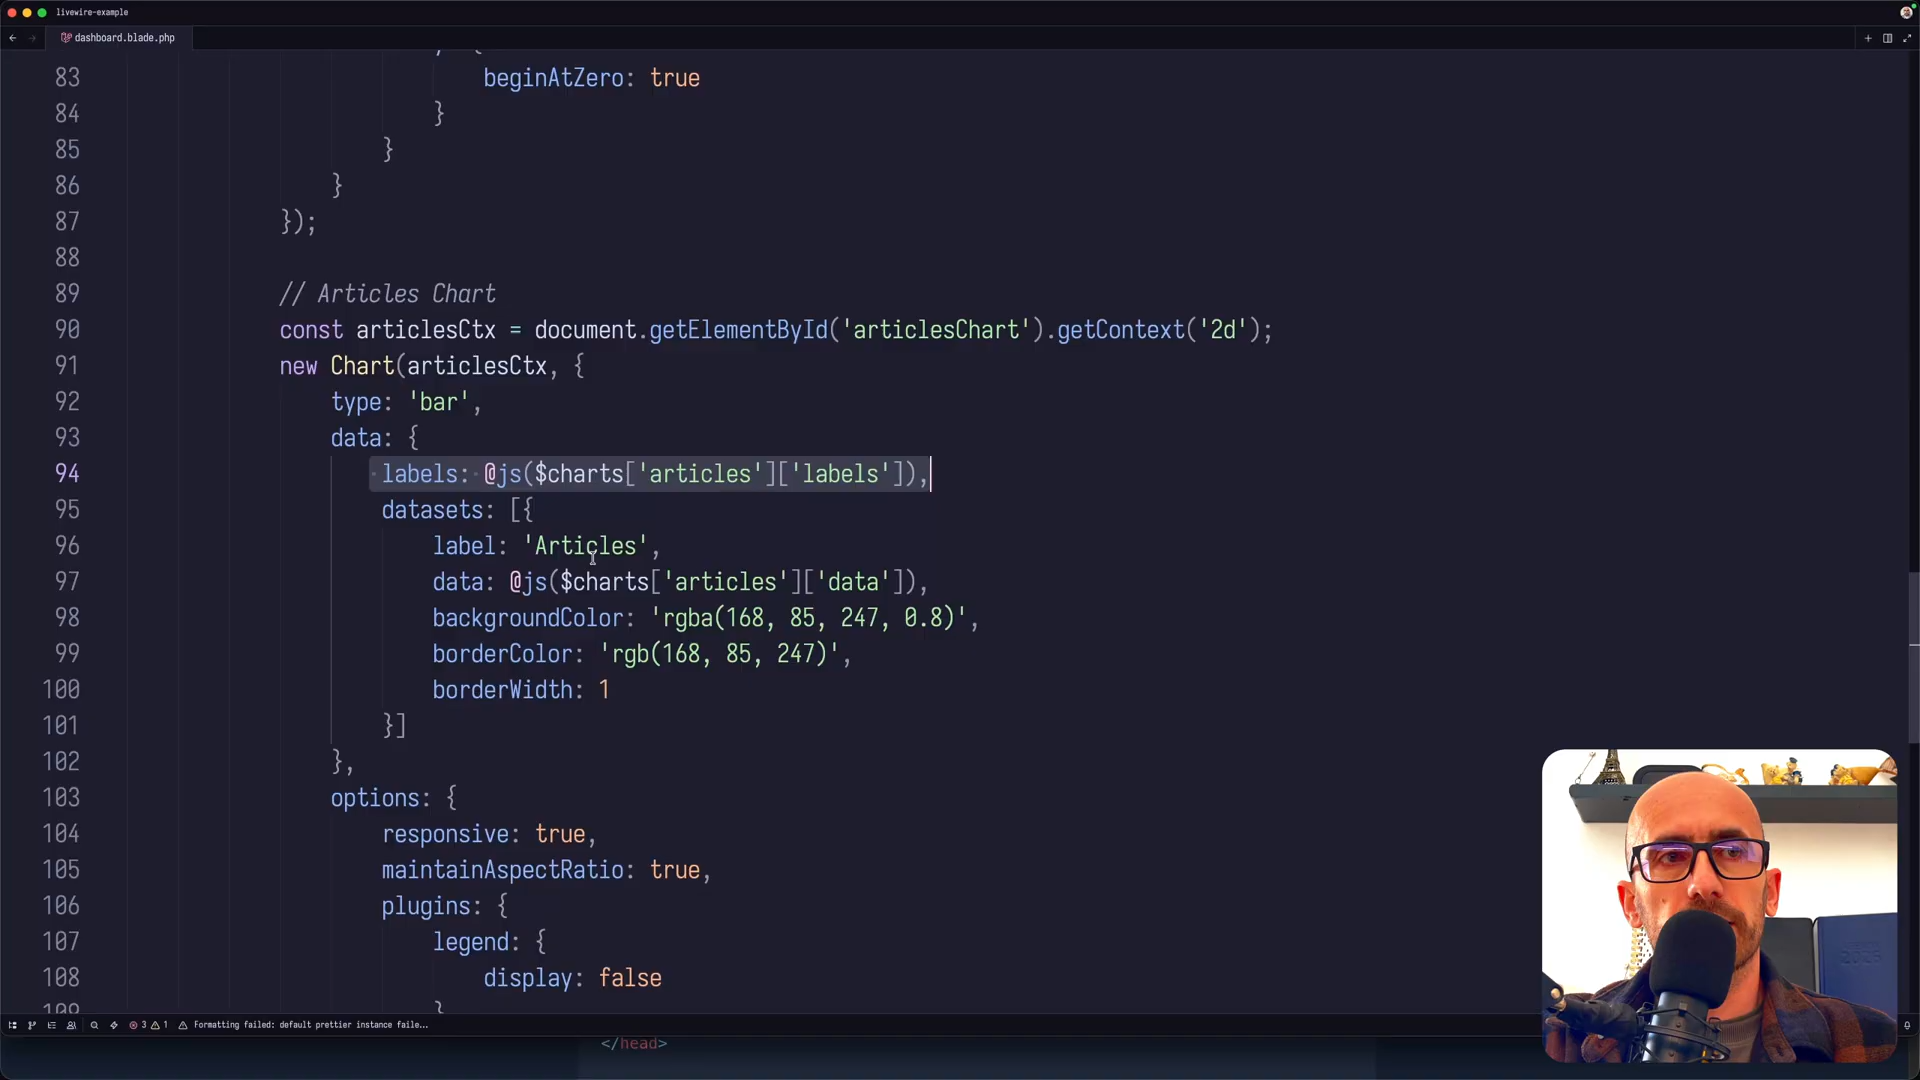 livewire-example
dashboard.blade.php
{
83 beginAtZero: true
84 }
85 }
86 }
87 });
88
89 // Articles Chart
90 const articlesCtx = document.getElementById('articlesChart').getContext('2d');
91 new Chart(articlesCtx, {
92 type: 'bar',
93 data: {
94 labels: @js($charts['articles']['labels']),
95 datasets: [{
96 label: 'Articles',
97 data: @js($charts['articles']['data']),
98 backgroundColor: 'rgba(168, 85, 247, 0.8)',
99 borderColor: 'rgb(168, 85, 247)',
100 borderWidth: 1
101 }]
102 },
103 options: {
104 responsive: true,
105 maintainAspectRatio: true,
106 plugins: {
107 legend: {
108 display: false
109 }
3 1 Formatting failed: default prettier instance faile...
</head>